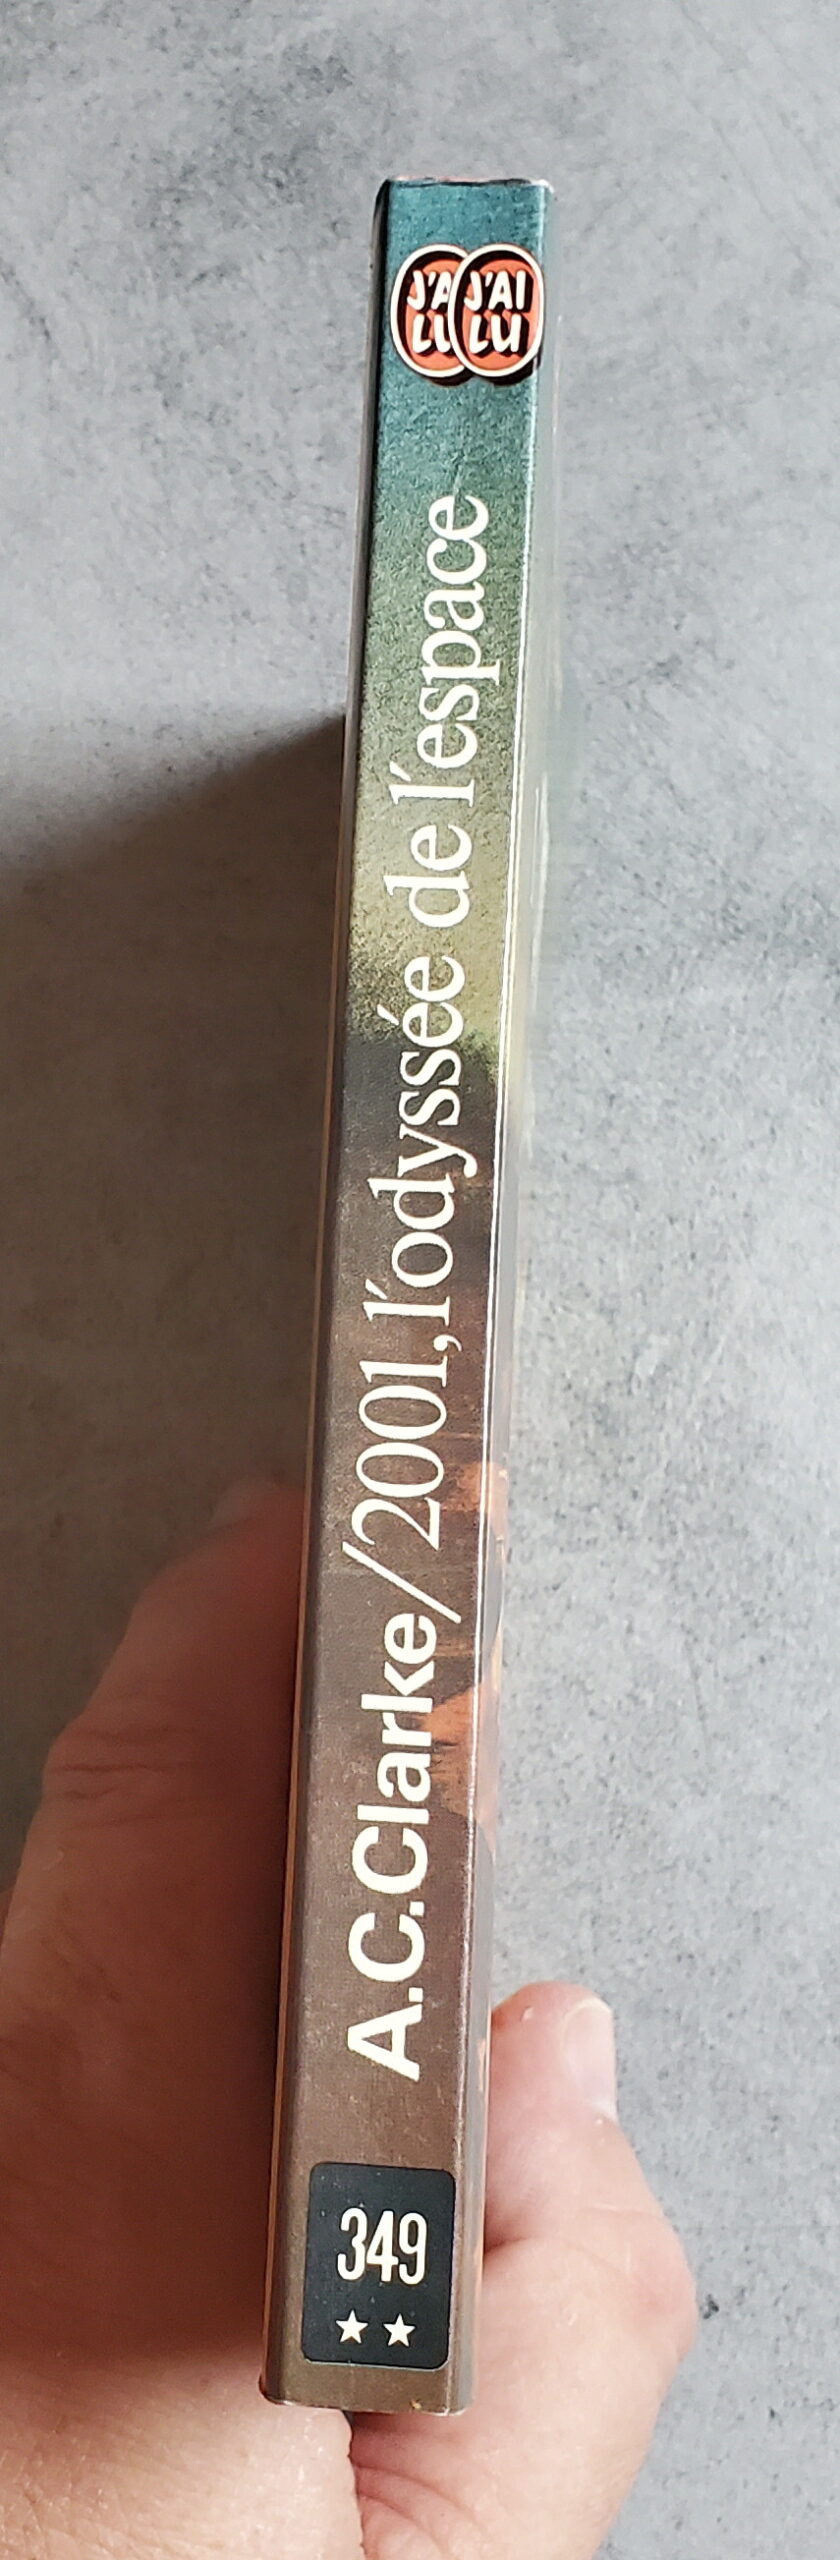 J'AI
LU
J'AI
LU
A.C.Clarke/2001, l'odyssée de l'espace
349
★★